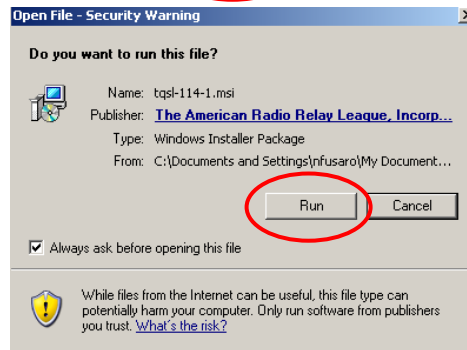 Open File - Security Warning
Do you want to run this file?
Name: tqsl-114-1.msi
Publisher: The American Radio Relay League, Incorp...
Type: Windows Installer Package
From: C:\Documents and Settings\nfusaro\My Document...
Run Cancel
Always ask before opening this file
While files from the Internet can be useful, this file type can
potentially harm your computer. Only run software from publishers
you trust. What's the risk?